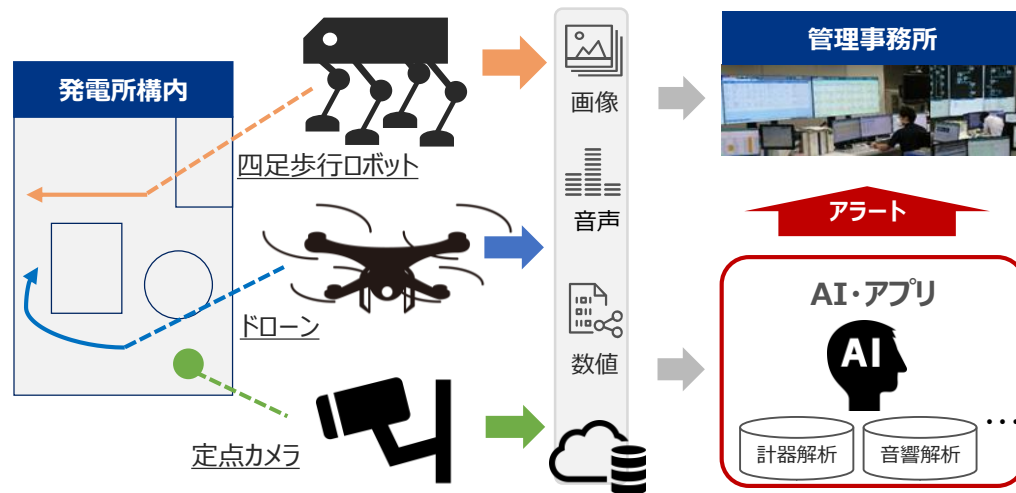 発電所構内
四足歩行ロボット
ドローン
定点カメラ
画像
音声
数値
管理事務所
アラート
AI・アプリ
AI
計器解析
音響解析
…